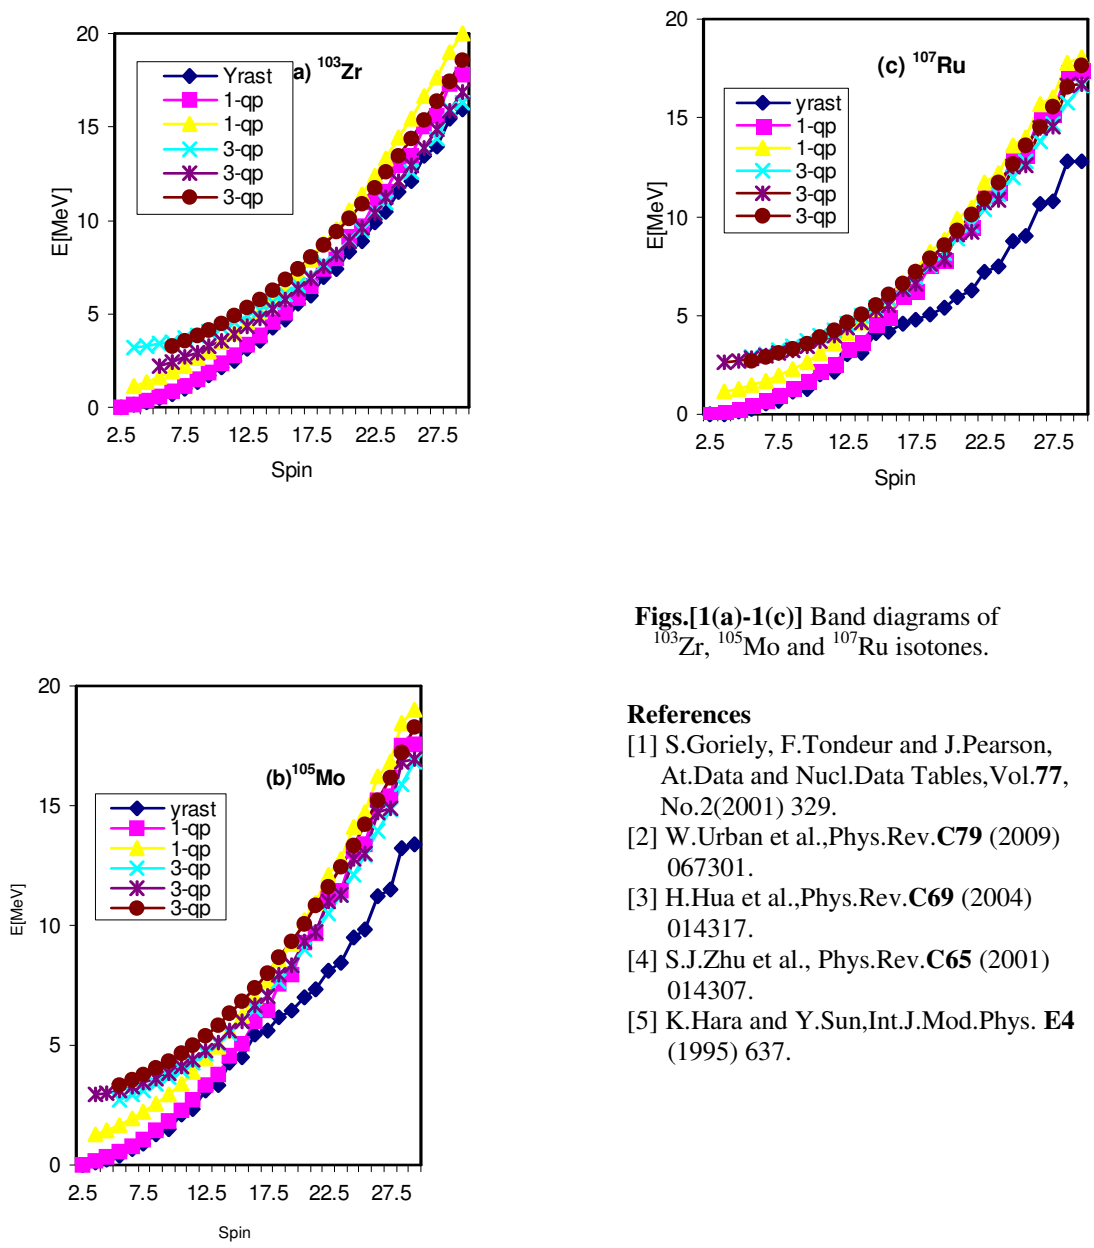 20
15
10
5
0
E[MeV]
a) ¹⁰³Zr
Yrast
1-qp
1-qp
3-qp
3-qp
3-qp
2.5 7.5 12.5 17.5 22.5 27.5
Spin
20
15
10
5
0
E[MeV]
(c) ¹⁰⁷Ru
yrast
1-qp
1-qp
3-qp
3-qp
3-qp
2.5 7.5 12.5 17.5 22.5 27.5
Spin
20
15
10
5
0
E[MeV]
(b)¹⁰⁵Mo
yrast
1-qp
1-qp
3-qp
3-qp
3-qp
2.5 7.5 12.5 17.5 22.5 27.5
Spin
Figs.[1(a)-1(c)] Band diagrams of
¹⁰³Zr, ¹⁰⁵Mo and ¹⁰⁷Ru isotones.
References
[1] S.Goriely, F.Tondeur and J.Pearson,
At.Data and Nucl.Data Tables,Vol.77,
No.2(2001) 329.
[2] W.Urban et al.,Phys.Rev.C79 (2009)
067301.
[3] H.Hua et al.,Phys.Rev.C69 (2004)
014317.
[4] S.J.Zhu et al., Phys.Rev.C65 (2001)
014307.
[5] K.Hara and Y.Sun,Int.J.Mod.Phys. E4
(1995) 637.